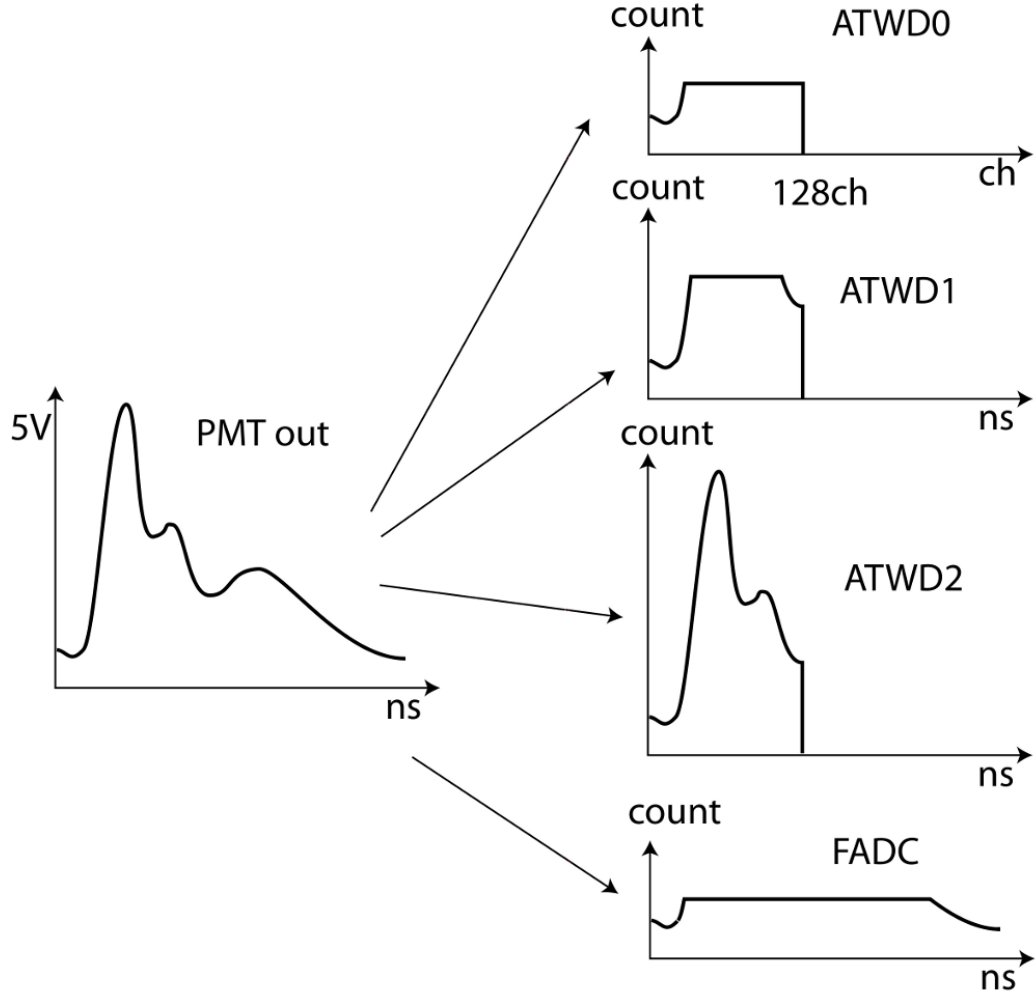 count
ATWD0
ch
128ch
count
ATWD1
ns
5V
PMT out
ns
count
ATWD2
ns
count
FADC
ns